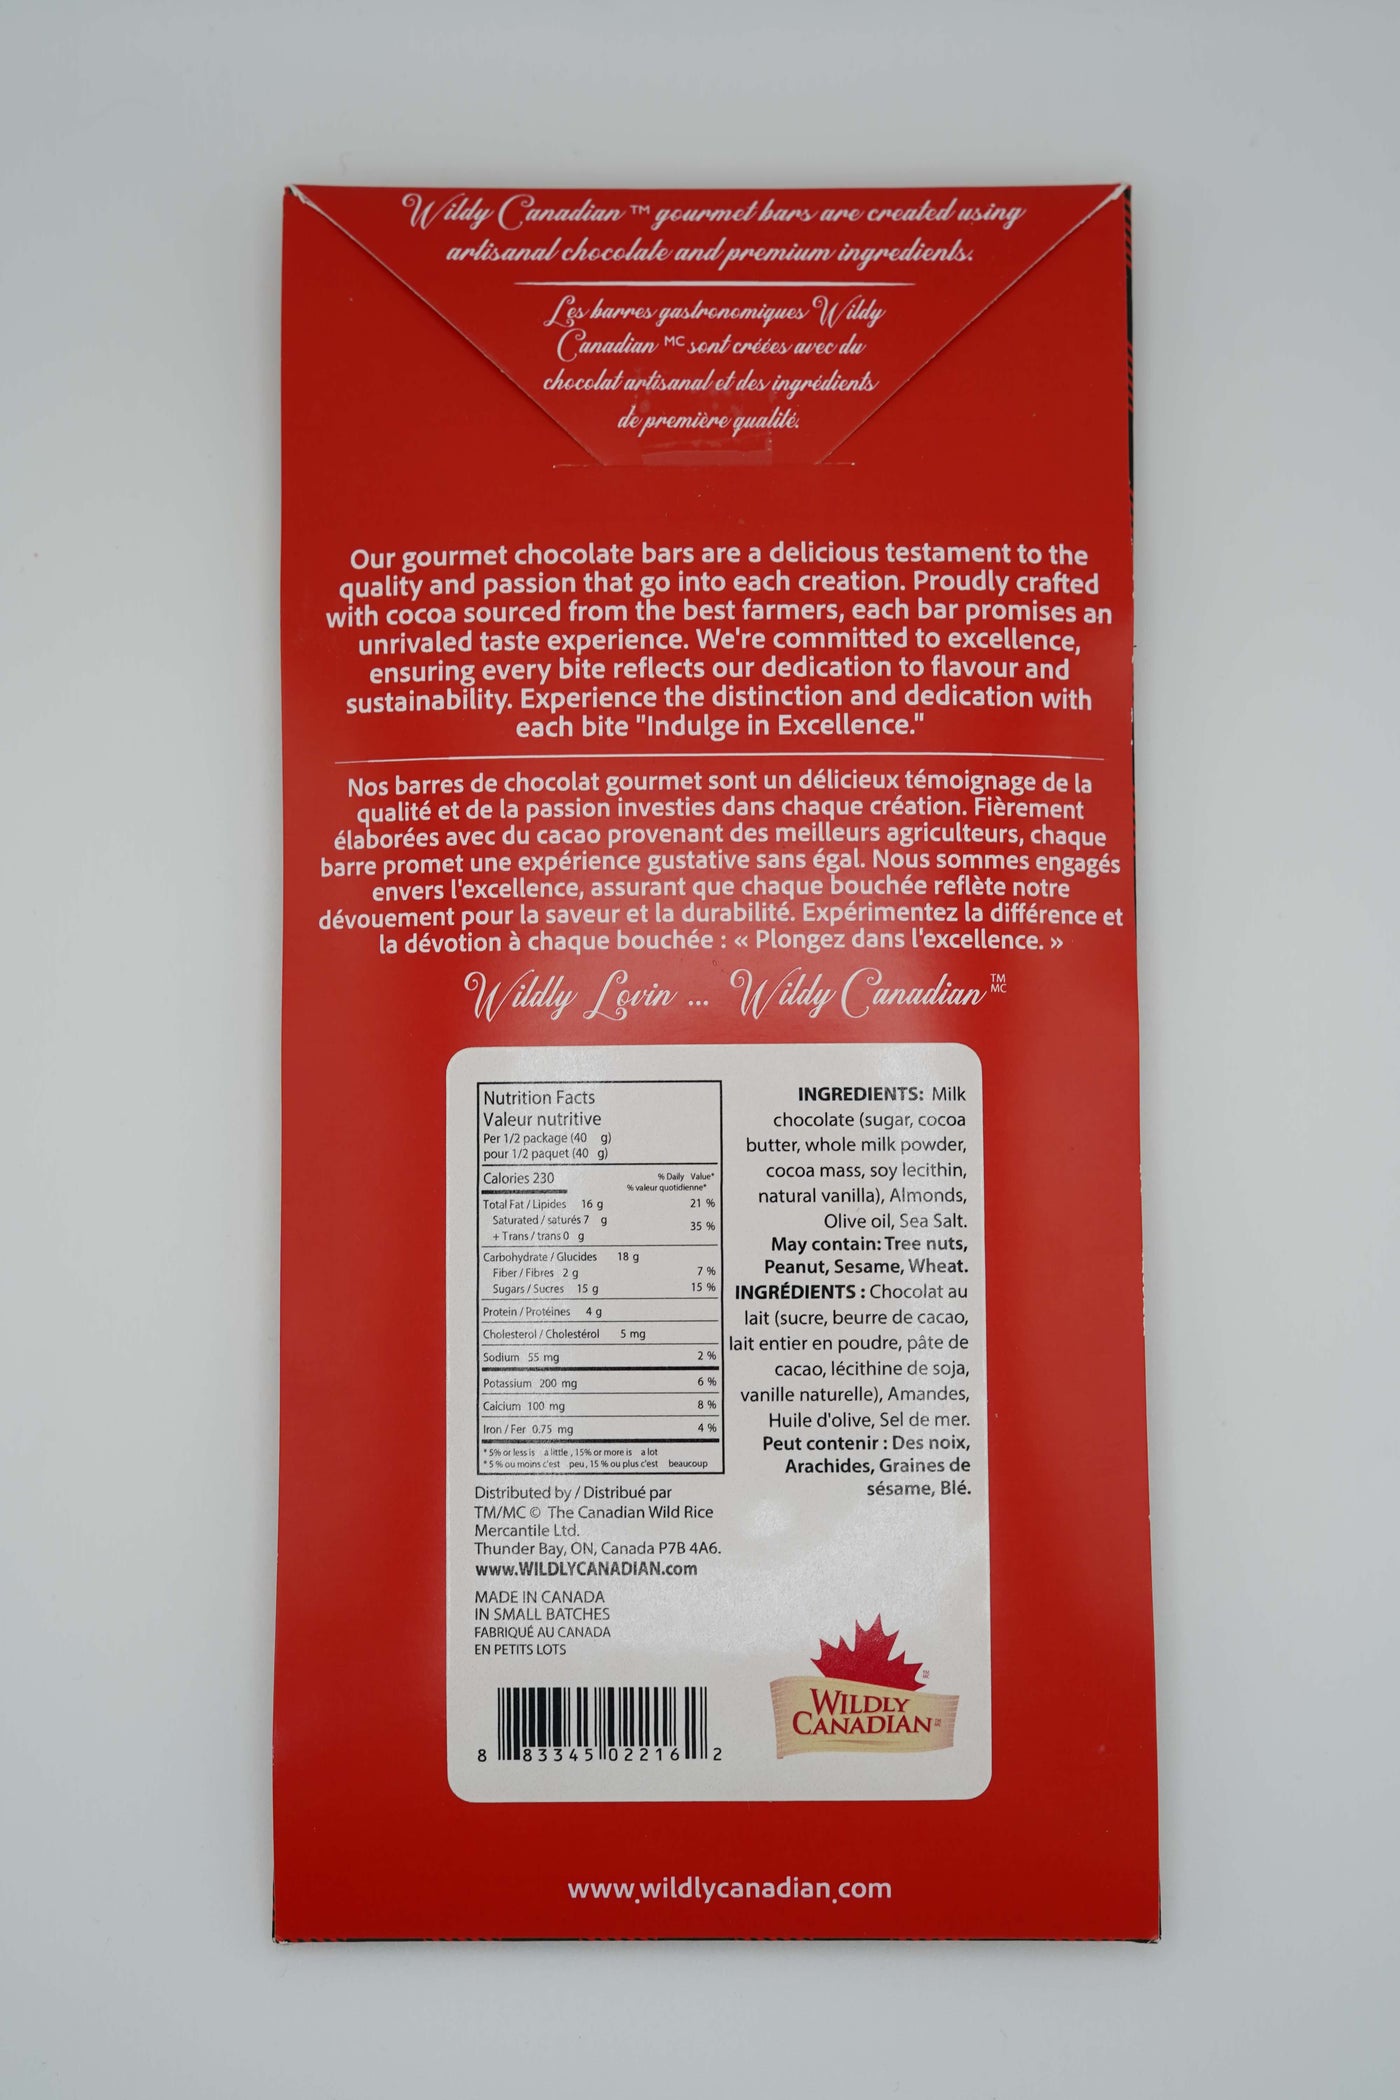 Wildy Canadian ™ gourmet bars are created using
artisanal chocolate and premium ingredients.
Les barres gastronomiques Wildy
Canadian MC sont créées avec du
chocolat artisanal et des ingrédients
de première qualité.
Our gourmet chocolate bars are a delicious testament to the
quality and passion that go into each creation. Proudly crafted
with cocoa sourced from the best farmers, each bar promises an
unrivaled taste experience. We're committed to excellence,
ensuring every bite reflects our dedication to flavour and
sustainability. Experience the distinction and dedication with
each bite "Indulge in Excellence."
Nos barres de chocolat gourmet sont un délicieux témoignage de la
qualité et de la passion investies dans chaque création. Fièrement
élaborées avec du cacao provenant des meilleurs agriculteurs, chaque
barre promet une expérience gustative sans égal. Nous sommes engagés
envers l'excellence, assurant que chaque bouchée reflète notre
dévouement pour la saveur et la durabilité. Expérimentez la différence et
la dévotion à chaque bouchée : « Plongez dans l'excellence. »
Wildly Lovin ... Wildy Canadian TM MC
Nutrition Facts
Valeur nutritive
Per 1/2 package (40 g)
pour 1/2 paquet (40 g)
Calories 230
% Daily Value*
% valeur quotidienne*
Total Fat / Lipides 16 g 21 %
Saturated / saturés 7 g
+ Trans / trans 0 g 35 %
Carbohydrate / Glucides 18 g
Fiber / Fibres 2 g 7 %
Sugars / Sucres 15 g 15 %
Protein / Protéines 4 g
Cholesterol / Cholestérol 5 mg
Sodium 55 mg 2 %
Potassium 200 mg 6 %
Calcium 100 mg 8 %
Iron / Fer 0.75 mg 4 %
* 5% or less is a little, 15% or more is a lot
* 5 % ou moins c'est peu, 15 % ou plus c'est beaucoup
Distributed by / Distribué par
TM/MC © The Canadian Wild Rice
Mercantile Ltd.
Thunder Bay, ON, Canada P7B 4A6.
www.WILDLYCANADIAN.com
MADE IN CANADA
IN SMALL BATCHES
FABRIQUÉ AU CANADA
EN PETITS LOTS
8 83345 02216 2
INGREDIENTS: Milk
chocolate (sugar, cocoa
butter, whole milk powder,
cocoa mass, soy lecithin,
natural vanilla), Almonds,
Olive oil, Sea Salt.
May contain: Tree nuts,
Peanut, Sesame, Wheat.
INGRÉDIENTS : Chocolat au
lait (sucre, beurre de cacao,
lait entier en poudre, pâte de
cacao, lécithine de soja,
vanille naturelle), Amandes,
Huile d'olive, Sel de mer.
Peut contenir : Des noix,
Arachides, Graines de
sésame, Blé.
WILDLY
CANADIAN
www.wildlycanadian.com